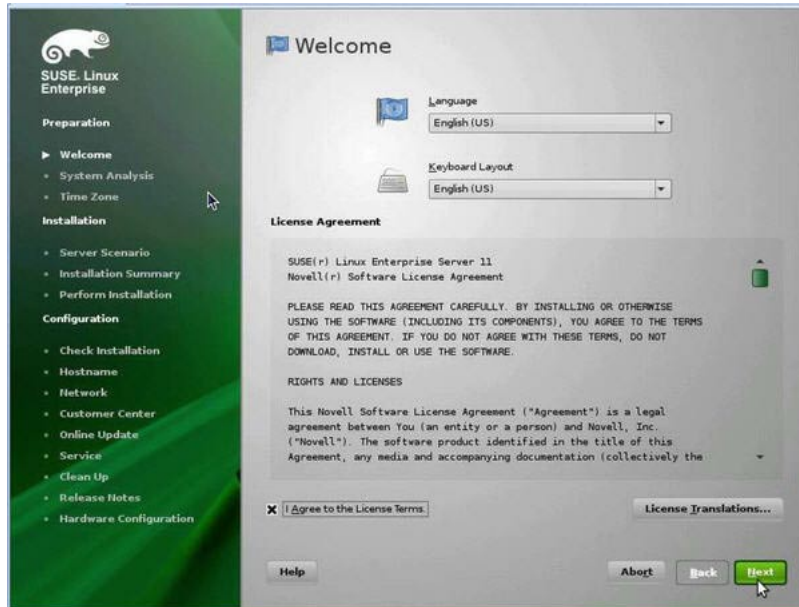 SUSE. Linux
Enterprise
Preparation
Welcome
System Analysis
Time Zone
Installation
Server Scenario
Installation Summary
Perform Installation
Configuration
Check Installation
Hostname
Network
Customer Center
Online Update
Service
Clean Up
Release Notes
Hardware Configuration
Welcome
Language
English (US)
Keyboard Layout
English (US)
License Agreement
SUSE(r) Linux Enterprise Server 11
Novell(r) Software License Agreement
PLEASE READ THIS AGREEMENT CAREFULLY. BY INSTALLING OR OTHERWISE
USING THE SOFTWARE (INCLUDING ITS COMPONENTS), YOU AGREE TO THE TERMS
OF THIS AGREEMENT. IF YOU DO NOT AGREE WITH THESE TERMS, DO NOT
DOWNLOAD, INSTALL OR USE THE SOFTWARE.
RIGHTS AND LICENSES
This Novell Software License Agreement ("Agreement") is a legal
agreement between You (an entity or a person) and Novell, Inc.
("Novell"). The software product identified in the title of this
Agreement, any media and accompanying documentation (collectively the
I Agree to the License Terms.
License Translations...
Help
Abort
Back
Next